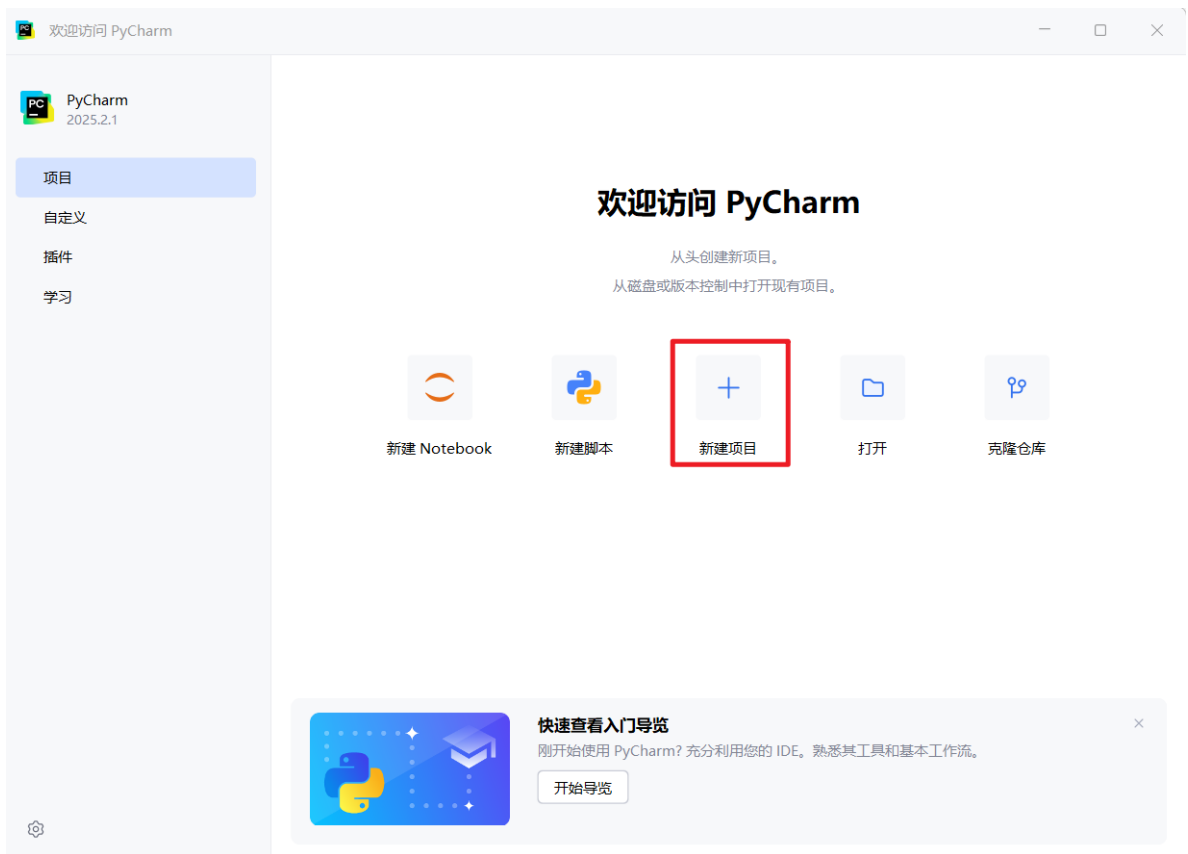 欢迎访问 PyCharm
PyCharm
2025.2.1
项目
自定义
插件
学习
欢迎访问 PyCharm
从头创建新项目。
从磁盘或版本控制中打开现有项目。
新建 Notebook
新建脚本
新建项目
打开
克隆仓库
快速查看入门导览
刚开始使用 PyCharm? 充分利用您的 IDE。熟悉其工具和基本工作流。
开始导览